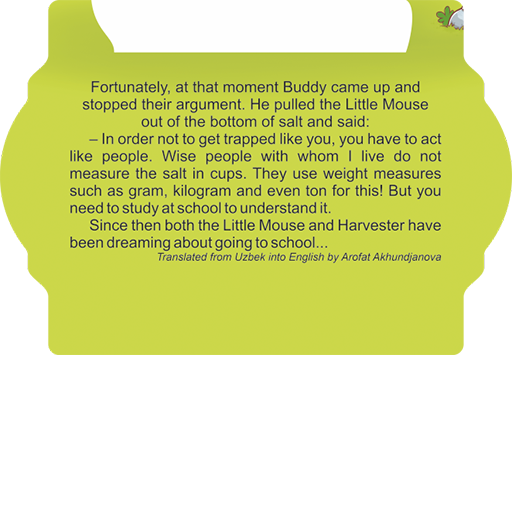 Fortunately, at that moment Buddy came up and
stopped their argument. He pulled the Little Mouse
out of the bottom of salt and said:
– In order not to get trapped like you, you have to act
like people. Wise people with whom I live do not
measure the salt in cups. They use weight measures
such as gram, kilogram and even ton for this! But you
need to study at school to understand it.
Since then both the Little Mouse and Harvester have
been dreaming about going to school...
Translated from Uzbek into English by Arofat Akhundjanova